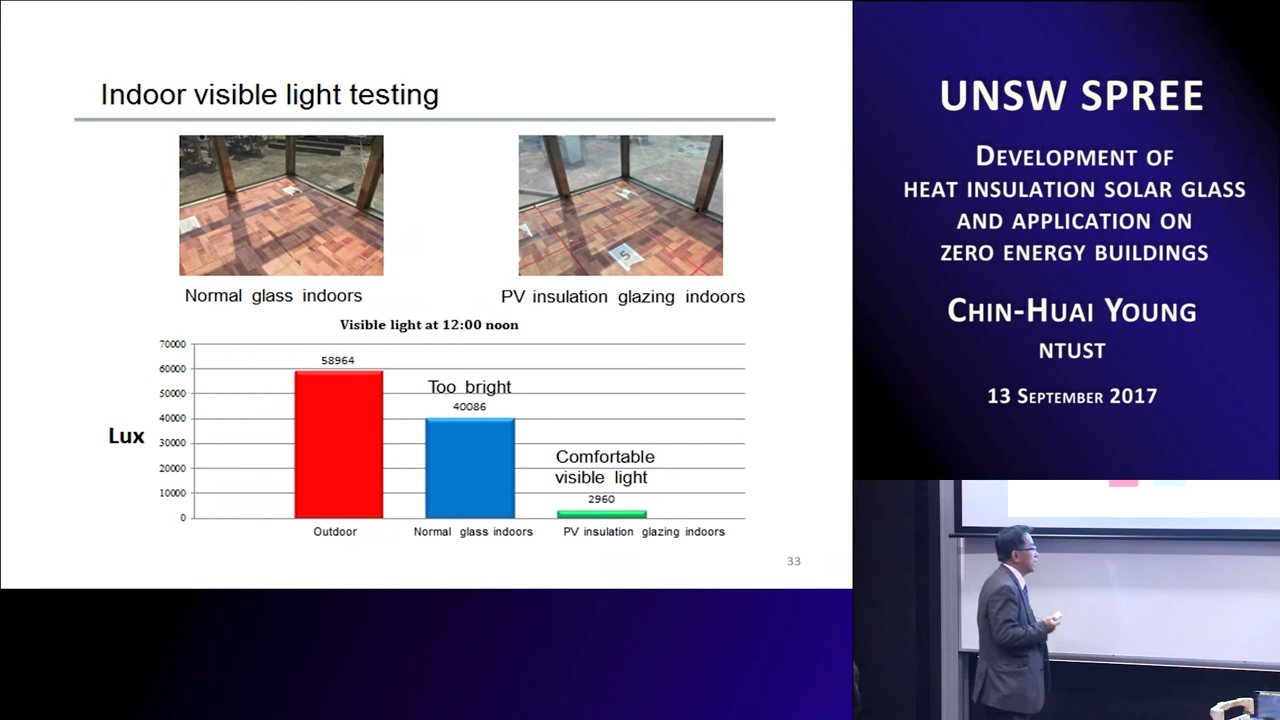 Indoor visible light testing
5
Normal glass indoors
PV insulation glazing indoors
Visible light at 12:00 noon
Lux
70000
60000
50000
40000
30000
20000
10000
0
58964
Too bright
40086
Comfortable
visible light
2960
Outdoor
Normal glass indoors
PV insulation glazing indoors
33
UNSW SPREE
DEVELOPMENT OF
HEAT INSULATION SOLAR GLASS
AND APPLICATION ON
ZERO ENERGY BUILDINGS
CHIN-HUAI YOUNG
NTUST
13 SEPTEMBER 2017